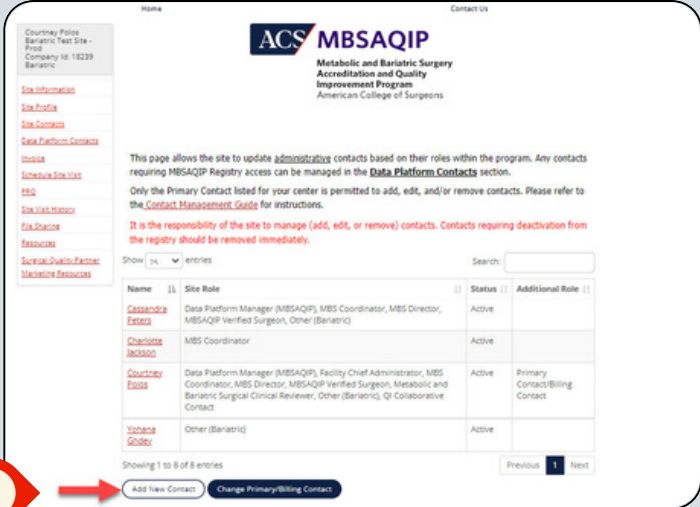 Home
Contact Us
Courtney Polos
Bariatric Test Site -
Prod
Company Id: 18239
Bariatric
Site Information
Site Profile
Site Contacts
Data Platform Contacts
Invoice
Schedule Site Visit
PRQ
Site Visit History
File Sharing
Resources
Surgical Quality Partner
Marketing Resources
ACS MBSAQIP
Metabolic and Bariatric Surgery
Accreditation and Quality
Improvement Program
American College of Surgeons
This page allows the site to update administrative contacts based on their roles within the program. Any contacts
requiring MBSAQIP Registry access can be managed in the Data Platform Contacts section.
Only the Primary Contact listed for your center is permitted to add, edit, and/or remove contacts. Please refer to
the Contact Management Guide for instructions.
It is the responsibility of the site to manage (add, edit, or remove) contacts. Contacts requiring deactivation from
the registry should be removed immediately.
Show 25 entries
Search:
Name Site Role Status Additional Role
Cassandra Data Platform Manager (MBSAQIP), MBS Coordinator, MBS Director, Active
Peters MBSAQIP Verified Surgeon, Other (Bariatric)
Charlotte MBS Coordinator Active
Jackson
Courtney Data Platform Manager (MBSAQIP), Facility Chief Administrator, MBS Active Primary
Polos Coordinator, MBS Director, MBSAQIP Verified Surgeon, Metabolic and Contact/Billing
Bariatric Surgical Clinical Reviewer, Other (Bariatric), QI Collaborative Contact
Contact
Yohana Other (Bariatric) Active
Ghdey
Showing 1 to 8 of 8 entries
Previous 1 Next
Add New Contact
Change Primary/Billing Contact